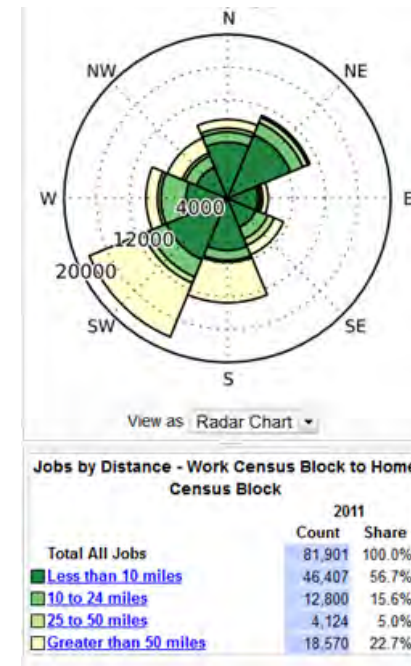 N
NW
NE
W
4000
E
12000
20000
SW
SE
S
View as Radar Chart
Jobs by Distance - Work Census Block to Home
Census Block
2011
Count Share
Total All Jobs 81,901 100.0%
Less than 10 miles 46,407 56.7%
10 to 24 miles 12,800 15.6%
25 to 50 miles 4,124 5.0%
Greater than 50 miles 18,570 22.7%